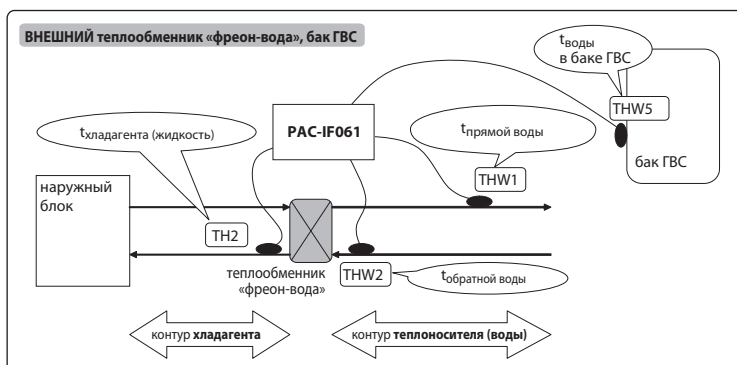 ВНЕШНИЙ теплообменник «фреон-вода», бак ГВС
tводы
в баке ГВС
THW5
бак ГВС
tхладагента (жидкость)
PAC-IF061
tпрямой воды
THW1
наружный
блок
TH2
теплообменник
«фреон-вода»
THW2
tобратной воды
контур хладагента
контур теплоносителя (воды)